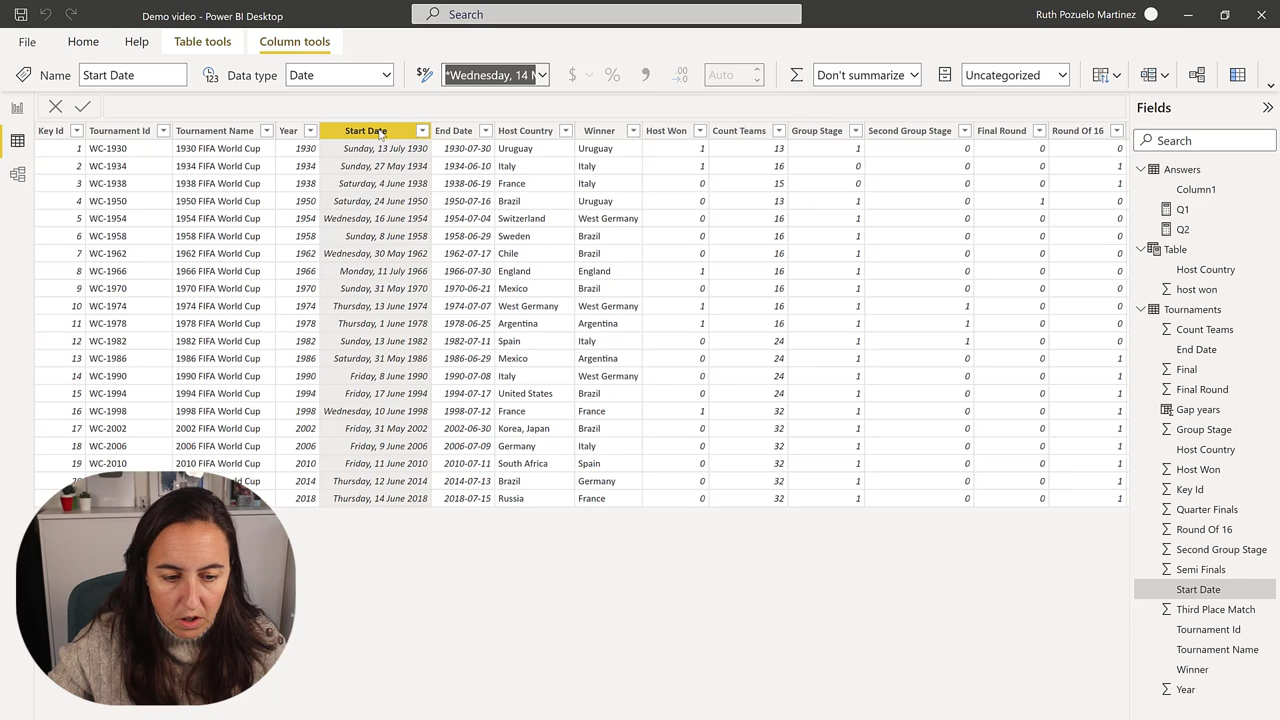 Demo video - Power BI Desktop
Search
Ruth Pozuelo Martinez
File Home Help Table tools Column tools
Name Start Date Data type Date *Wednesday, 14 $ % Auto Don't summarize Uncategorized
Fields
Key Id Tournament Id Tournament Name Year Start Date End Date Host Country Winner Host Won Count Teams Group Stage Second Group Stage Final Round Round Of 16
1 WC-1930 1930 FIFA World Cup 1930 Sunday, 13 July 1930 1930-07-30 Uruguay Uruguay 1 13 1 0 0 0
2 WC-1934 1934 FIFA World Cup 1934 Sunday, 27 May 1934 1934-06-10 Italy Italy 1 16 0 0 0 1
3 WC-1938 1938 FIFA World Cup 1938 Saturday, 4 June 1938 1938-06-19 France Italy 0 15 0 0 0 1
4 WC-1950 1950 FIFA World Cup 1950 Saturday, 24 June 1950 1950-07-16 Brazil Uruguay 0 13 1 0 1 0
5 WC-1954 1954 FIFA World Cup 1954 Wednesday, 16 June 1954 1954-07-04 Switzerland West Germany 0 16 1 0 0 0
6 WC-1958 1958 FIFA World Cup 1958 Sunday, 8 June 1958 1958-06-29 Sweden Brazil 0 16 1 0 0 0
7 WC-1962 1962 FIFA World Cup 1962 Wednesday, 30 May 1962 1962-06-17 Chile Brazil 0 16 1 0 0 0
8 WC-1966 1966 FIFA World Cup 1966 Monday, 11 July 1966 1966-07-30 England England 1 16 1 0 0 0
9 WC-1970 1970 FIFA World Cup 1970 Sunday, 31 May 1970 1970-06-21 Mexico Brazil 0 16 1 0 0 0
10 WC-1974 1974 FIFA World Cup 1974 Thursday, 13 June 1974 1974-07-07 West Germany West Germany 1 16 1 1 0 0
11 WC-1978 1978 FIFA World Cup 1978 Thursday, 1 June 1978 1978-06-25 Argentina Argentina 1 16 1 1 0 0
12 WC-1982 1982 FIFA World Cup 1982 Sunday, 13 June 1982 1982-07-11 Spain Italy 0 24 1 1 0 0
13 WC-1986 1986 FIFA World Cup 1986 Saturday, 31 May 1986 1986-06-29 Mexico Argentina 0 24 1 0 0 1
14 WC-1990 1990 FIFA World Cup 1990 Friday, 8 June 1990 1990-07-08 Italy West Germany 0 24 1 0 0 1
15 WC-1994 1994 FIFA World Cup 1994 Friday, 17 June 1994 1994-07-17 United States Brazil 0 24 1 0 0 1
16 WC-1998 1998 FIFA World Cup 1998 Wednesday, 10 June 1998 1998-07-12 France France 1 32 1 0 0 1
17 WC-2002 2002 FIFA World Cup 2002 Friday, 31 May 2002 2002-06-30 Korea, Japan Brazil 0 32 1 0 0 1
18 WC-2006 2006 FIFA World Cup 2006 Friday, 9 June 2006 2006-07-09 Germany Italy 0 32 1 0 0 1
19 WC-2010 2010 FIFA World Cup 2010 Friday, 11 June 2010 2010-07-11 South Africa Spain 0 32 1 0 0 1
World Cup 2014 Thursday, 12 June 2014 2014-07-13 Brazil Germany 0 32 1 0 0 1
2018 Thursday, 14 June 2018 2018-07-15 Russia France 0 32 1 0 0 1
Search
Answers
Column1
Q1
Q2
Table
Host Country
host won
Tournaments
Count Teams
End Date
Final
Final Round
Gap years
Group Stage
Host Country
Host Won
Key Id
Quarter Finals
Round Of 16
Second Group Stage
Semi Finals
Start Date
Third Place Match
Tournament Id
Tournament Name
Winner
Year